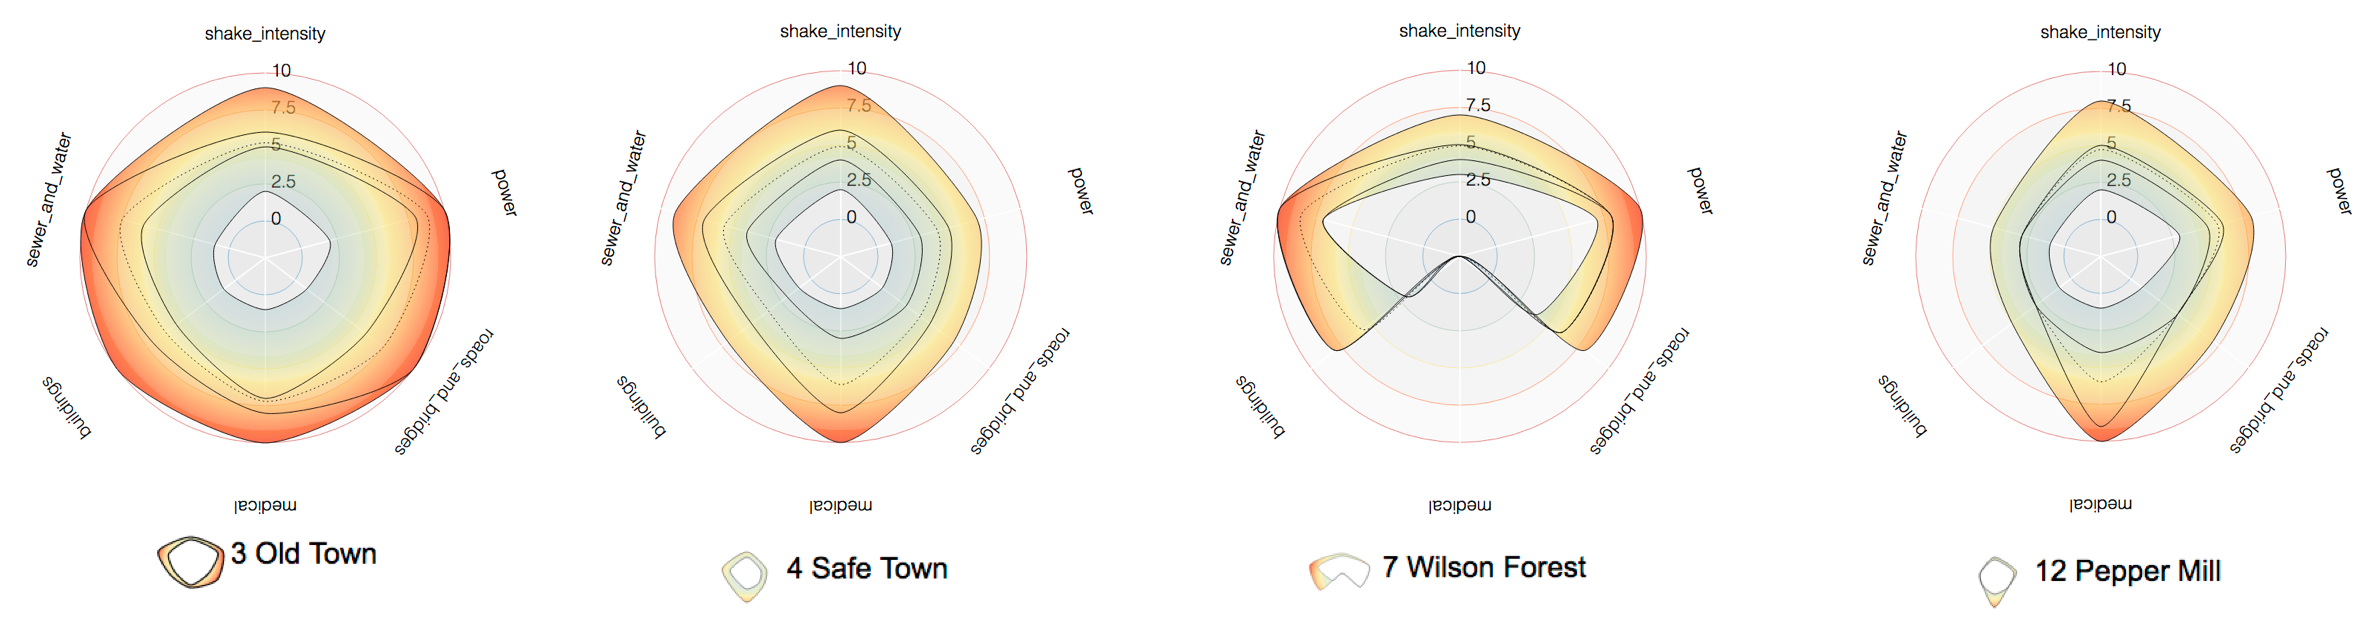 shake_intensity
10
7.5
5
2.5
0
power
roads_and_bridges
medical
buildings
sewer_and_water
3 Old Town
shake_intensity
10
7.5
5
2.5
0
power
roads_and_bridges
medical
buildings
sewer_and_water
4 Safe Town
shake_intensity
10
7.5
5
2.5
0
power
roads_and_bridges
medical
buildings
sewer_and_water
7 Wilson Forest
shake_intensity
10
7.5
5
2.5
0
power
roads_and_bridges
medical
buildings
sewer_and_water
12 Pepper Mill